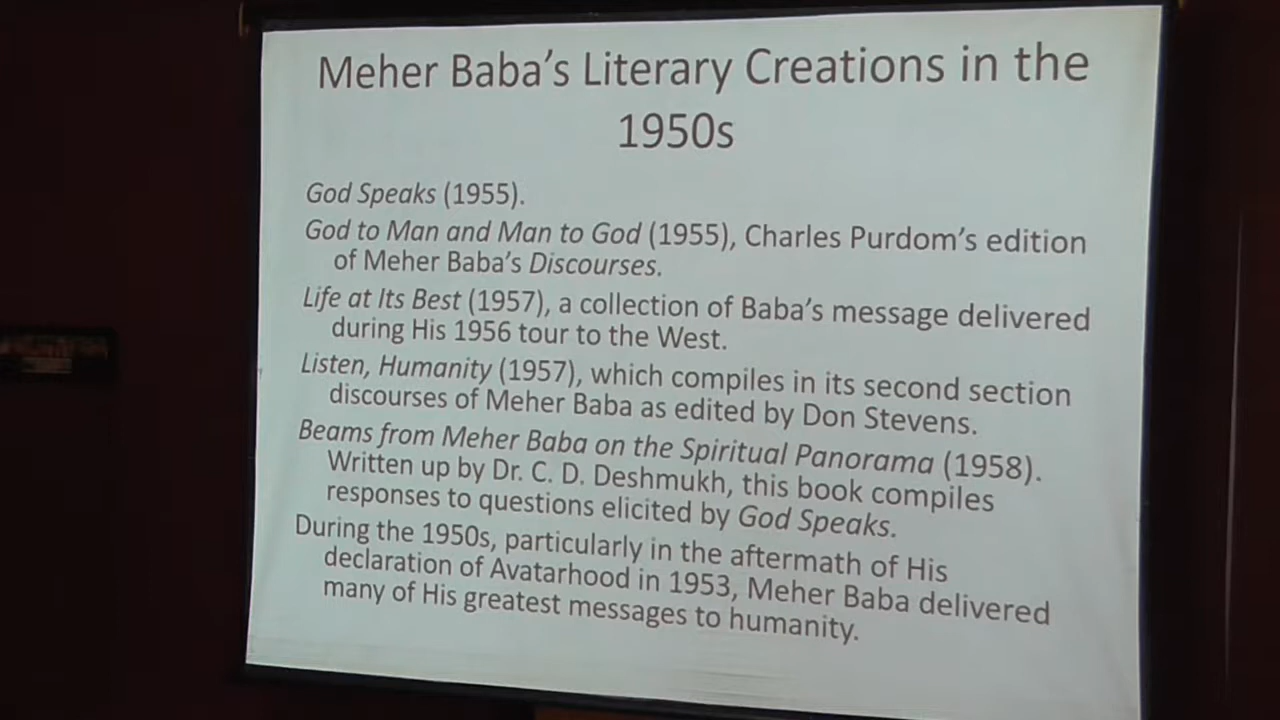 Meher Baba's Literary Creations in the
1950s
God Speaks (1955).
God to Man and Man to God (1955), Charles Purdom's edition
of Meher Baba's Discourses.
Life at Its Best (1957), a collection of Baba's message delivered
during His 1956 tour to the West.
Listen, Humanity (1957), which compiles in its second section
discourses of Meher Baba as edited by Don Stevens.
Beams from Meher Baba on the Spiritual Panorama (1958).
Written up by Dr. C. D. Deshmukh, this book compiles
responses to questions elicited by God Speaks.
During the 1950s, particularly in the aftermath of His
declaration of Avatarhood in 1953, Meher Baba delivered
many of His greatest messages to humanity.